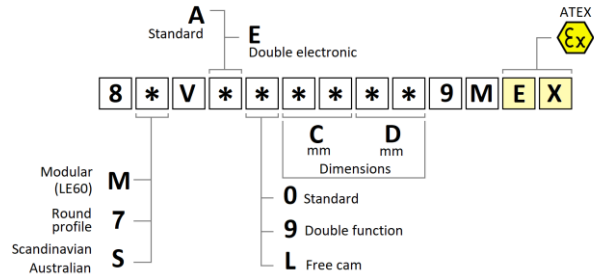 A
Standard
E
Double electronic
ATEX
εx
8 * V * * * * * * 9 M E X
C
mm
D
mm
Dimensions
Modular
(LE60)
M
Round
profile
7
Scandinavian
Australian
S
0 Standard
9 Double function
L Free cam